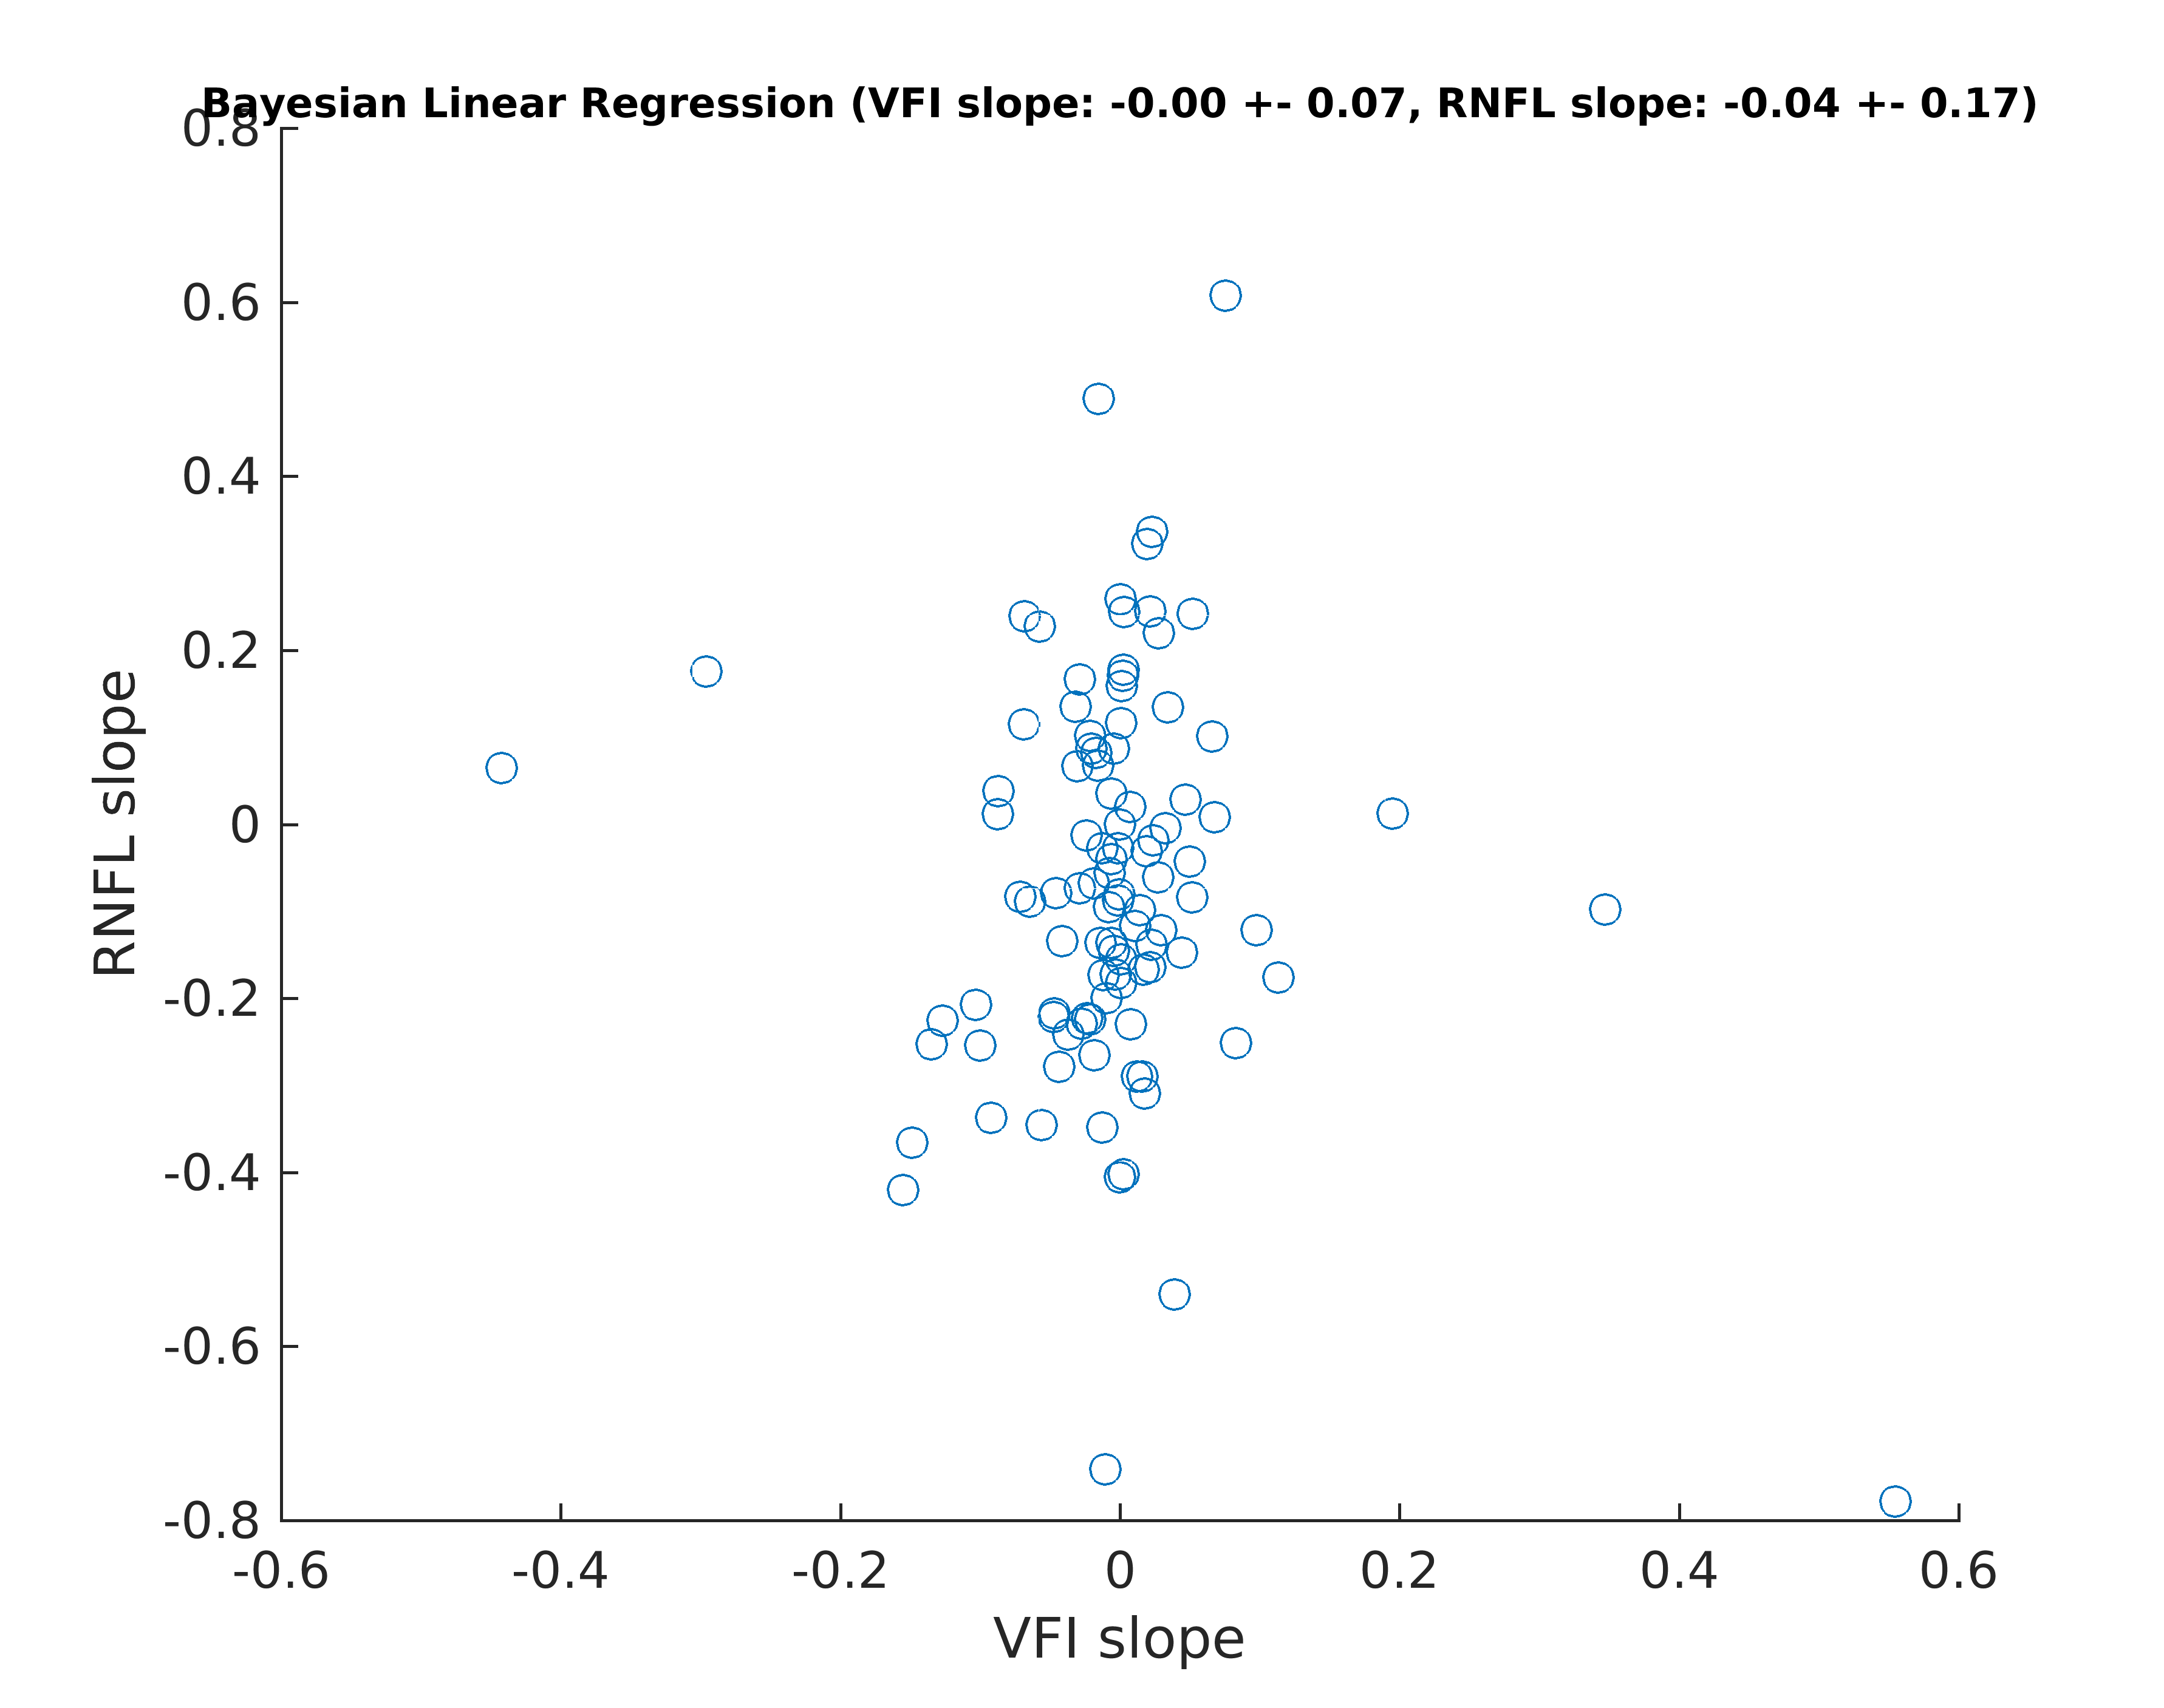 Bayesian Linear Regression (VFI slope: -0.00 +- 0.07, RNFL slope: -0.04 +- 0.17)
0.8
0.6
0.4
0.2
0
-0.2
-0.4
-0.6
-0.8
RNFL slope
-0.6 -0.4 -0.2 0 0.2 0.4 0.6
VFI slope